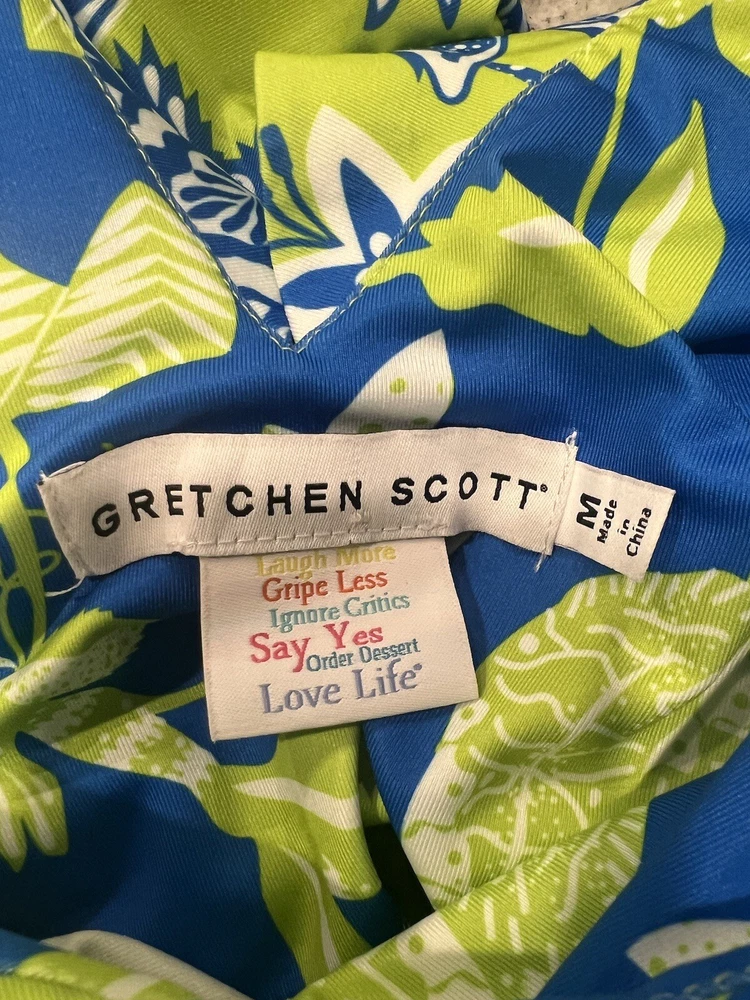 GRETCHEN SCOTT®
M
Made
in
China
Laugh More
Gripe Less
Ignore Critics
Say Yes
Order Dessert
Love Life®